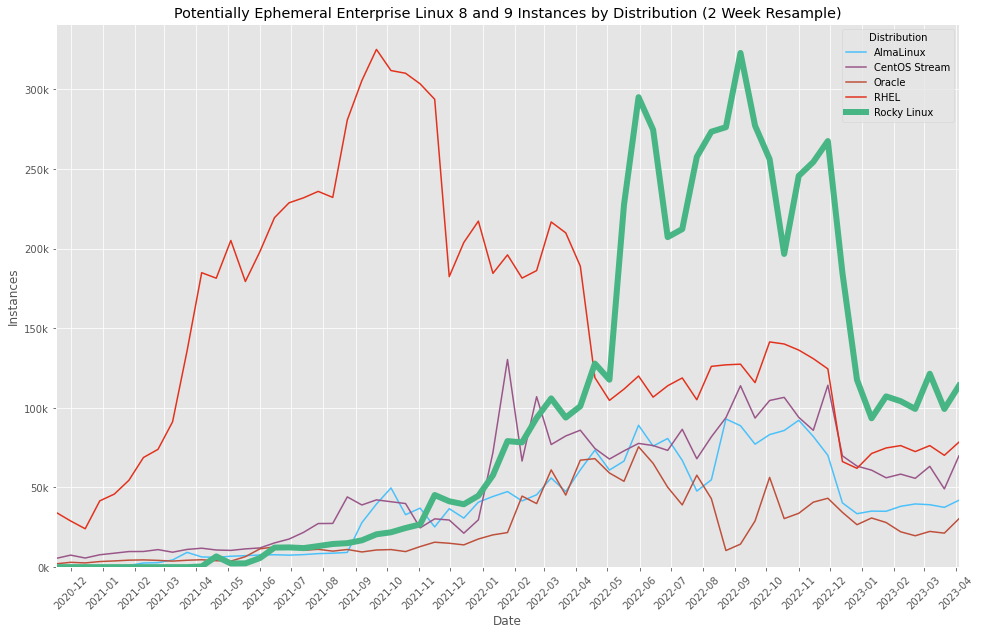 Potentially Ephemeral Enterprise Linux 8 and 9 Instances by Distribution (2 Week Resample)
Distribution
AlmaLinux
CentOS Stream
Oracle
RHEL
Rocky Linux
300k
250k
200k
150k
100k
50k
0k
Instances
2020-12
2021-01
2021-02
2021-03
2021-04
2021-05
2021-06
2021-07
2021-08
2021-09
2021-10
2021-11
2021-12
2022-01
2022-02
2022-03
2022-04
2022-05
2022-06
2022-07
2022-08
2022-09
2022-10
2022-11
2022-12
2023-01
2023-02
2023-03
2023-04
Date